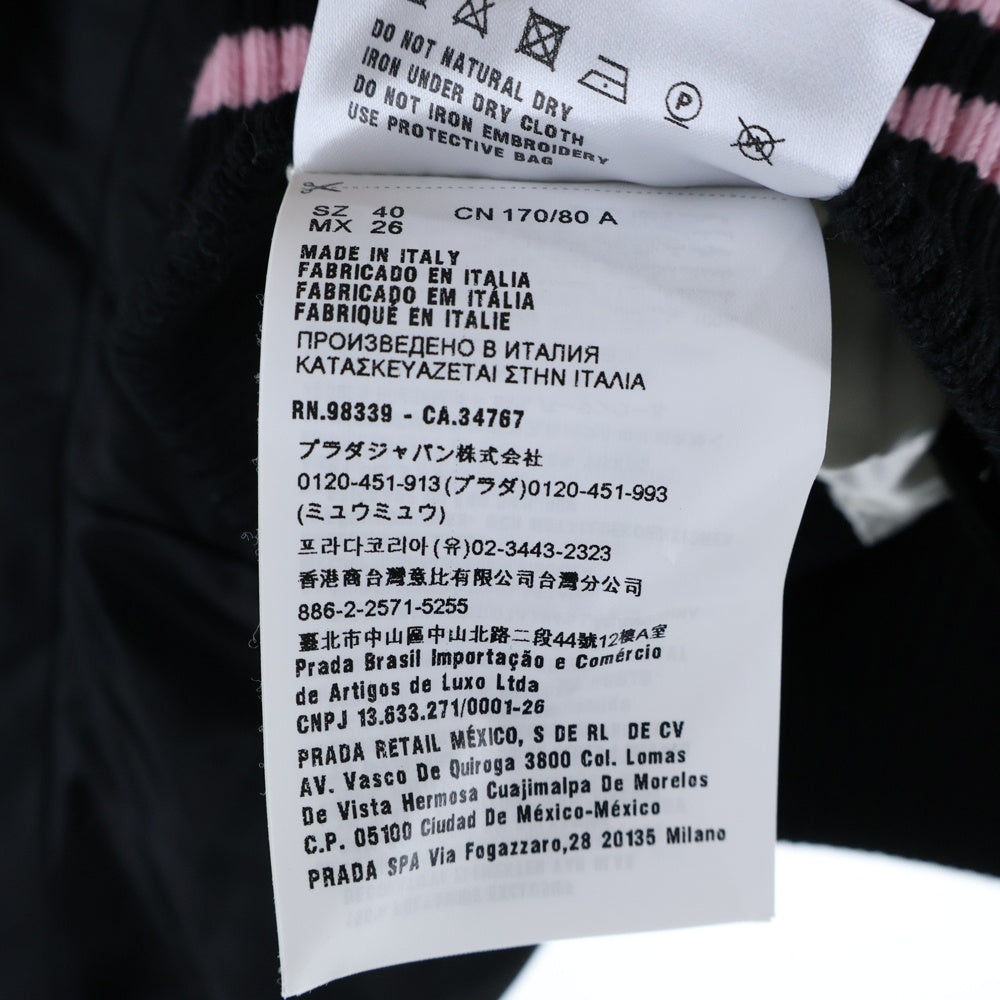 DO NOT NATURAL DRY
IRON UNDER DRY CLOTH
DO NOT IRON EMBROIDERY
USE PROTECTIVE BAG
P
SZ 40 CN 170/80 A
MX 26
MADE IN ITALY
FABRICADO EN ITALIA
FABRICADO EM ITÁLIA
FABRIQUÉ EN ITALIE
ПРОИЗВЕДЕНО В ИТАЛИЯ
ΚΑΤΑΣΚΕΥΑΖΕΤΑΙ ΣΤΗΝ ΙΤΑΛΙΑ
RN.98339 - CA.34767
プラダジャパン株式会社
0120-451-913(プラダ)0120-451-993
(ミュウミュウ)
프라다코리아(유)02-3443-2323
香港商台灣意比有限公司台灣分公司
886-2-2571-5255
臺北市中山區中山北路二段44號12樓A室
Prada Brasil Importação e Comércio
de Artigos de Luxo Ltda
CNPJ 13.633.271/0001-26
PRADA RETAIL MÉXICO, S DE RL DE CV
AV. Vasco De Quiroga 3800 Col. Lomas
De Vista Hermosa Cuajimalpa De Morelos
C.P. 05100 Ciudad De México-México
PRADA SPA Via Fogazzaro,28 20135 Milano